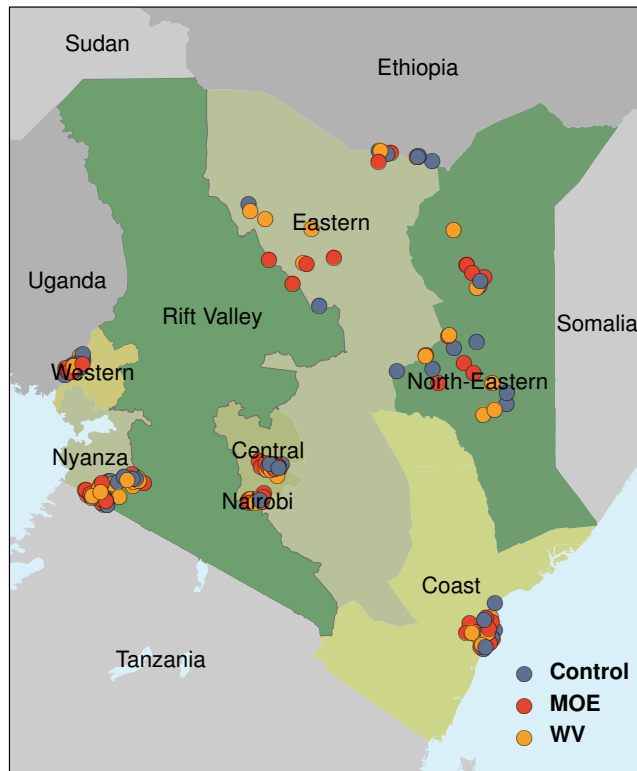 Sudan
Ethiopia
Eastern
Uganda
Rift Valley
Somalia
Western
North-Eastern
Nyanza
Central
Nairobi
Coast
Tanzania
Control
MOE
WV